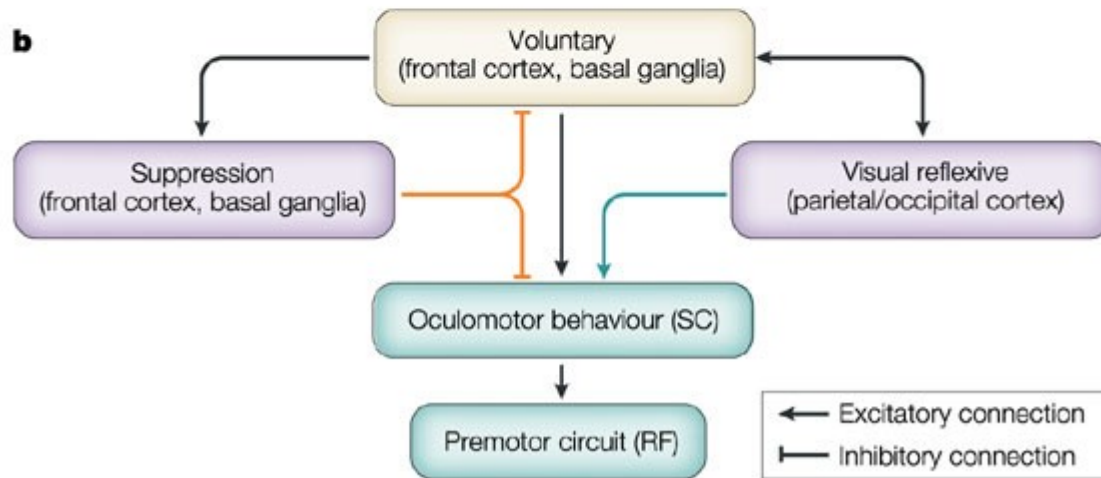 b
Voluntary
(frontal cortex, basal ganglia)
Suppression
(frontal cortex, basal ganglia)
Visual reflexive
(parietal/occipital cortex)
Oculomotor behaviour (SC)
Premotor circuit (RF)
Excitatory connection
Inhibitory connection